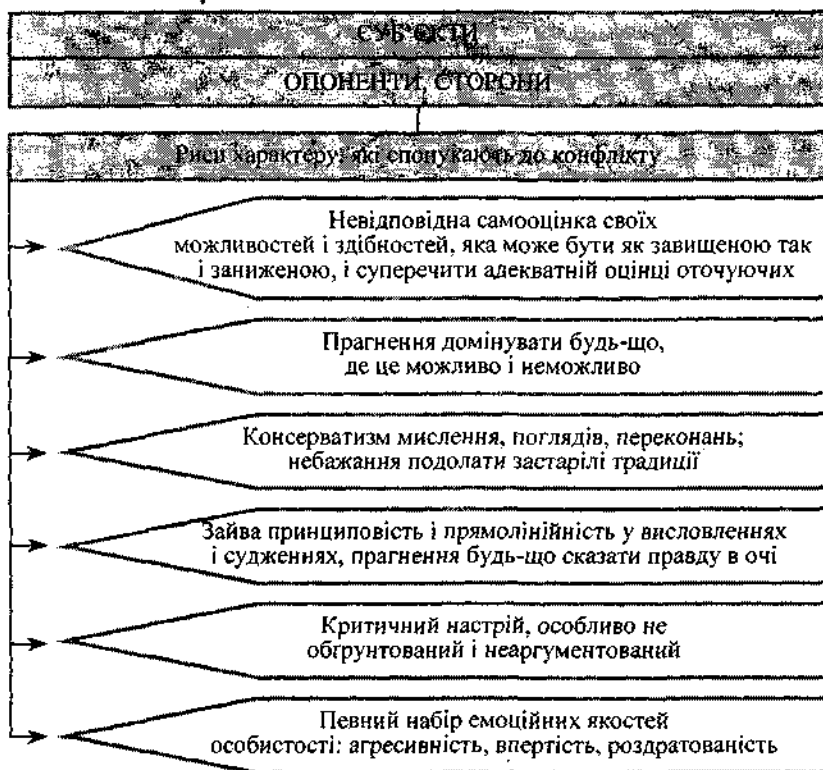 СУБ'ЄКТИ
ОПОНЕНТИ, СТОРОНИ
Риси характеру, які спонукають до конфлікту
Невідповідна самооцінка своїх
можливостей і здібностей, яка може бути як завищеною так
і заниженою, і суперечити адекватній оцінці оточуючих
Прагнення домінувати будь-що,
де це можливо і неможливо
Консерватизм мислення, поглядів, переконань;
небажання подолати застарілі традиції
Зайва принциповість і прямолінійність у висловленнях
і судженнях, прагнення будь-що сказати правду в очі
Критичний настрій, особливо не
обґрунтований і неаргументований
Певний набір емоційних якостей
особистості: агресивність, впертість, роздратованість